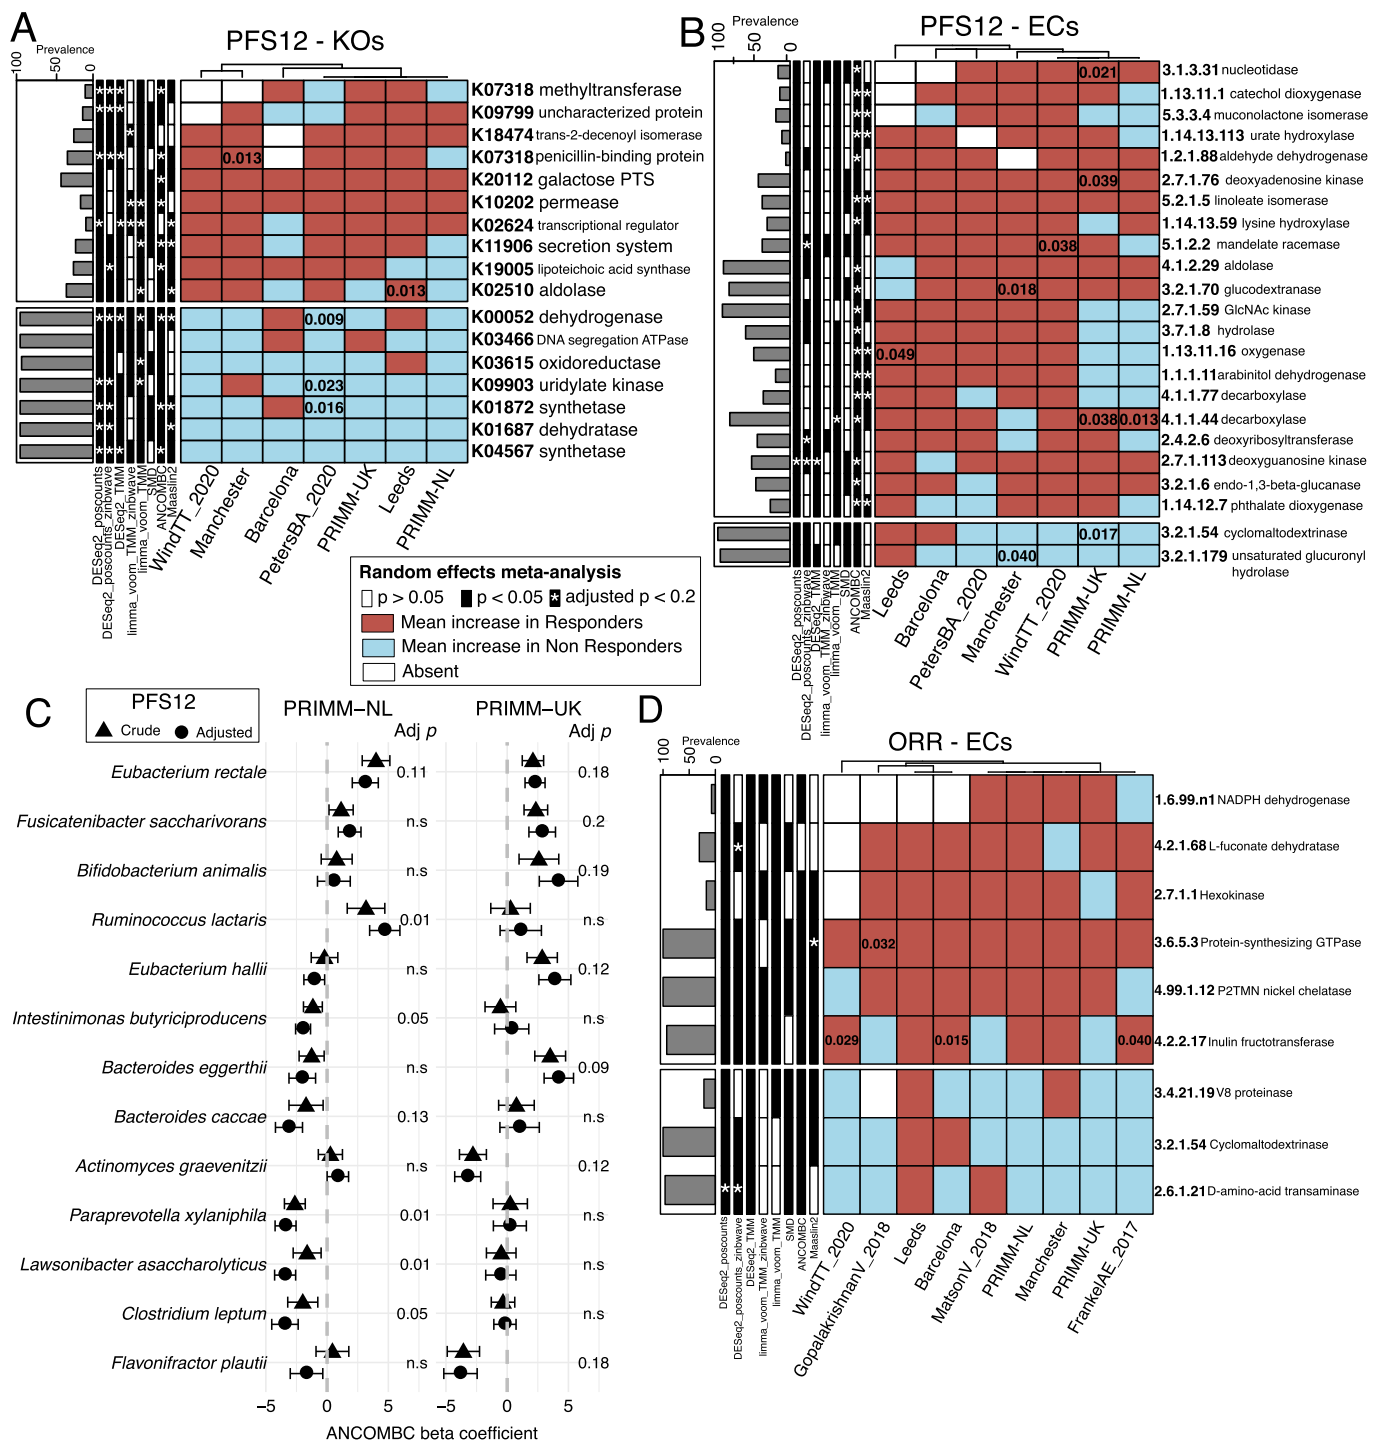 A
PFS12 - KOs
Prevalence
100
50
0
K07318 methyltransferase
K09799 uncharacterized protein
K18474 trans-2-decenoyl isomerase
0.013
K07318 penicillin-binding protein
K20112 galactose PTS
K10202 permease
K02624 transcriptional regulator
K11906 secretion system
K19005 lipoteichoic acid synthase
0.013
K02510 aldolase
0.009
K00052 dehydrogenase
K03466 DNA segregation ATPase
K03615 oxidoreductase
0.023
K09903 uridylate kinase
0.016
K01872 synthetase
K01687 dehydratase
K04567 synthetase
DESeq2_poscounts
DESeq2_poscounts_zinbwave
DESeq2_TMM
limma_voom_TMM_zinbwave
limma_voom_TMM
SMD
ANCOMBC
Maaslin2
WindTT_2020
Manchester
Barcelona
PetersBA_2020
PRIMM-UK
Leeds
PRIMM-NL
Random effects meta-analysis
p > 0.05
p < 0.05
* adjusted p < 0.2
Mean increase in Responders
Mean increase in Non Responders
Absent
B
PFS12 - ECs
Prevalence
100
50
0
0.021
3.1.3.31 nucleotidase
1.13.11.1 catechol dioxygenase
5.3.3.4 muconolactone isomerase
1.14.13.113 urate hydroxylase
1.2.1.88 aldehyde dehydrogenase
0.039
2.7.1.76 deoxyadenosine kinase
5.2.1.5 linoleate isomerase
1.14.13.59 lysine hydroxylase
0.038
5.1.2.2 mandelate racemase
4.1.2.29 aldolase
0.018
3.2.1.70 glucodextranase
2.7.1.59 GlcNAc kinase
3.7.1.8 hydrolase
0.049
1.13.11.16 oxygenase
1.1.1.11 arabinitol dehydrogenase
4.1.1.77 decarboxylase
0.038
0.013
4.1.1.44 decarboxylase
2.4.2.6 deoxyribosyltransferase
2.7.1.113 deoxyguanosine kinase
3.2.1.6 endo-1,3-beta-glucanase
1.14.12.7 phthalate dioxygenase
0.017
3.2.1.54 cyclomaltodextrinase
0.040
3.2.1.179 unsaturated glucuronyl
hydrolase
DESeq2_poscounts
DESeq2_poscounts_zinbwave
DESeq2_TMM
limma_voom_TMM_zinbwave
limma_voom_TMM
SMD
ANCOMBC
Maaslin2
Leeds
Barcelona
PetersBA_2020
Manchester
WindTT_2020
PRIMM-UK
PRIMM-NL
C
PFS12
Crude
Adjusted
PRIMM−NL
PRIMM−UK
Adj p
Adj p
Eubacterium rectale 0.11 0.18
Fusicatenibacter saccharivorans n.s 0.2
Bifidobacterium animalis n.s 0.19
Ruminococcus lactaris 0.01 n.s
Eubacterium hallii n.s 0.12
Intestinimonas butyriciproducens 0.05 n.s
Bacteroides eggerthii n.s 0.09
Bacteroides caccae 0.13 n.s
Actinomyces graevenitzii n.s 0.12
Paraprevotella xylaniphila 0.01 n.s
Lawsonibacter asaccharolyticus 0.01 n.s
Clostridium leptum 0.05 n.s
Flavonifractor plautii n.s 0.18
−5 0 5 −5 0 5
ANCOMBC beta coefficient
D
ORR - ECs
Prevalence
100
50
0
1.6.99.n1 NADPH dehydrogenase
4.2.1.68 L-fuconate dehydratase
2.7.1.1 Hexokinase
0.032
3.6.5.3 Protein-synthesizing GTPase
4.99.1.12 P2TMN nickel chelatase
0.029
0.015
0.040
4.2.2.17 Inulin fructotransferase
3.4.21.19 V8 proteinase
3.2.1.54 Cyclomaltodextrinase
2.6.1.21 D-amino-acid transaminase
DESeq2_poscounts
DESeq2_poscounts_zinbwave
DESeq2_TMM
limma_voom_TMM_zinbwave
limma_voom_TMM
SMD
ANCOMBC
Maaslin2
WindTT_2020
GopalakrishnanV_2018
Leeds
Barcelona
MatsonV_2018
PRIMM-NL
Manchester
PRIMM-UK
FrankelAE_2017